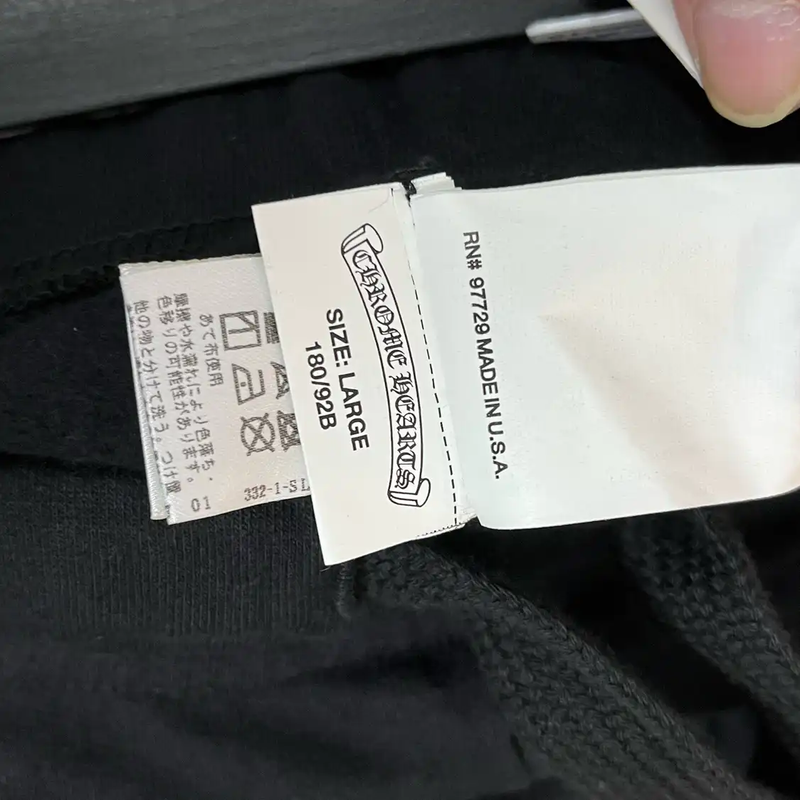 あて布使用
摩擦や水濡れにより色落ち・
色移りの可能性があります。
他の物と分けて洗う。つけ置
01
332-1-SL
CHROME HEARTS
SIZE: LARGE
180/92B
RN# 97729 MADE IN U.S.A.